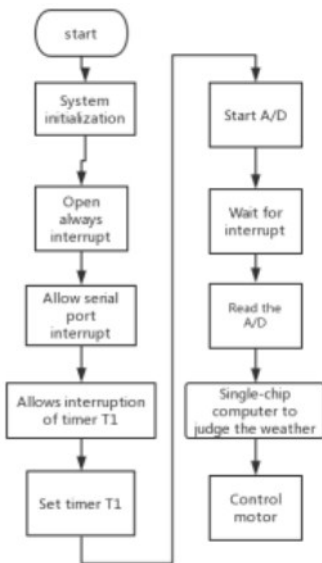 start
System
initialization
Open
always
interrupt
Allow serial
port
interrupt
Allows interruption
of timer T1
Set timer T1
Start A/D
Wait for
interrupt
Read the
A/D
Single-chip
computer to
judge the weather
Control
motor